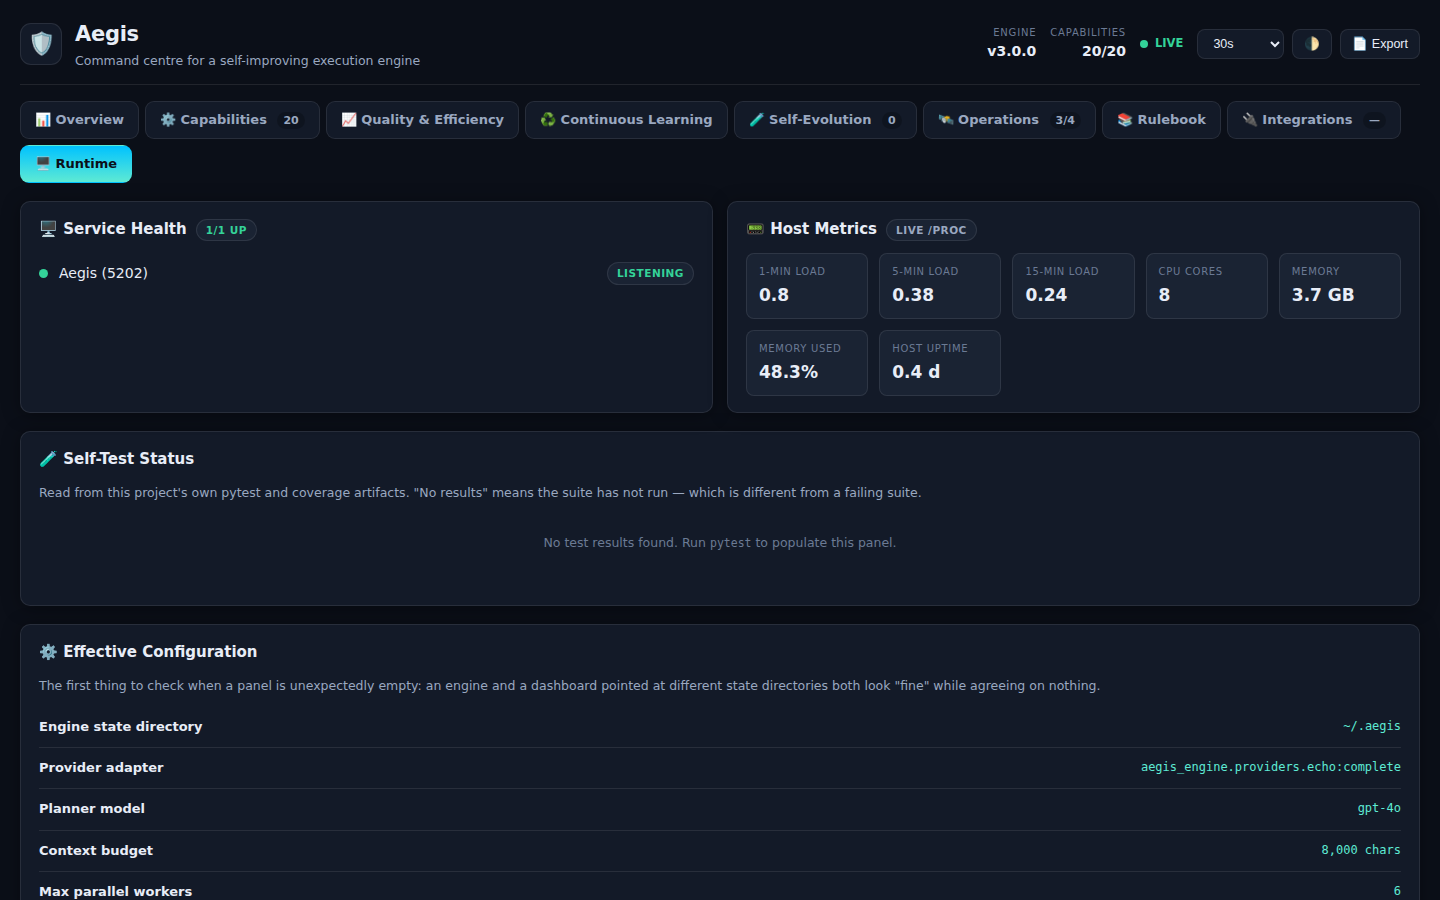 Aegis
Command centre for a self-improving execution engine
ENGINE
v3.0.0
CAPABILITIES
20/20
LIVE
30s
Export
Overview
Capabilities 20
Quality & Efficiency
Continuous Learning
Self-Evolution 0
Operations 3/4
Rulebook
Integrations —
Runtime
Service Health 1/1 UP
Aegis (5202) LISTENING
Host Metrics LIVE /PROC
1-MIN LOAD
0.8
5-MIN LOAD
0.38
15-MIN LOAD
0.24
CPU CORES
8
MEMORY
3.7 GB
MEMORY USED
48.3%
HOST UPTIME
0.4 d
Self-Test Status
Read from this project's own pytest and coverage artifacts. "No results" means the suite has not run — which is different from a failing suite.
No test results found. Run pytest to populate this panel.
Effective Configuration
The first thing to check when a panel is unexpectedly empty: an engine and a dashboard pointed at different state directories both look "fine" while agreeing on nothing.
Engine state directory ~/.aegis
Provider adapter aegis_engine.providers.echo:complete
Planner model gpt-4o
Context budget 8,000 chars
Max parallel workers 6